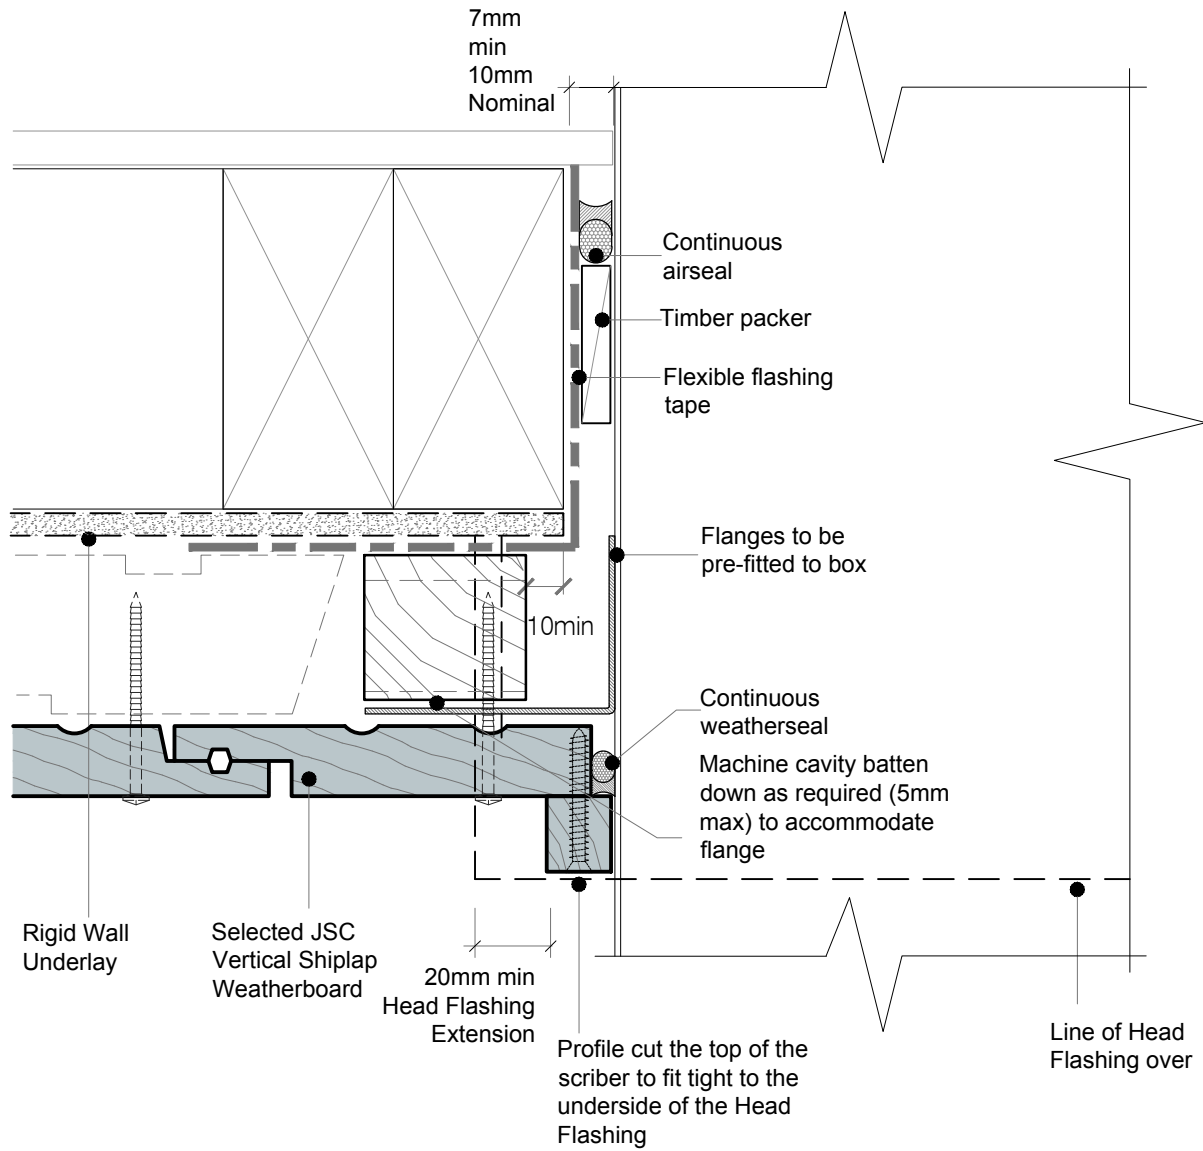 7mm
min
10mm
Nominal
Continuous
airseal
Timber packer
Flexible flashing
tape
Flanges to be
pre-fitted to box
10min
Continuous
weatherseal
Machine cavity batten
down as required (5mm
max) to accommodate
flange
Rigid Wall
Underlay
Selected JSC
Vertical Shiplap
Weatherboard
20mm min
Head Flashing
Extension
Profile cut the top of the
scriber to fit tight to the
underside of the Head
Flashing
Line of Head
Flashing over